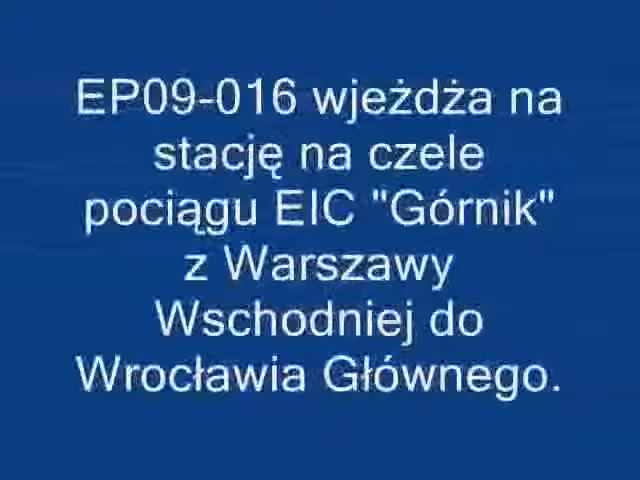 EP09-016 wjeżdża na
stację na czele
pociągu EIC "Górnik"
z Warszawy
Wschodniej do
Wrocławia Głównego.